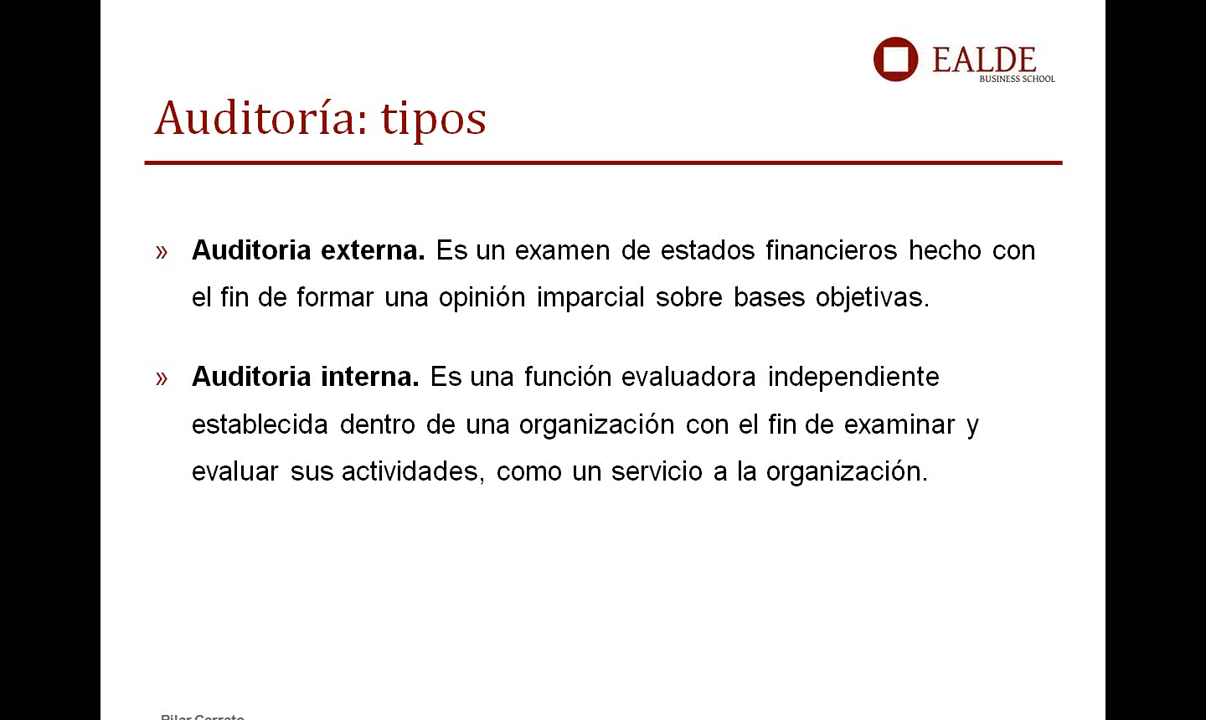 EALDE
BUSINESS SCHOOL
Auditoría: tipos
» Auditoria externa. Es un examen de estados financieros hecho con
el fin de formar una opinión imparcial sobre bases objetivas.
» Auditoria interna. Es una función evaluadora independiente
establecida dentro de una organización con el fin de examinar y
evaluar sus actividades, como un servicio a la organización.